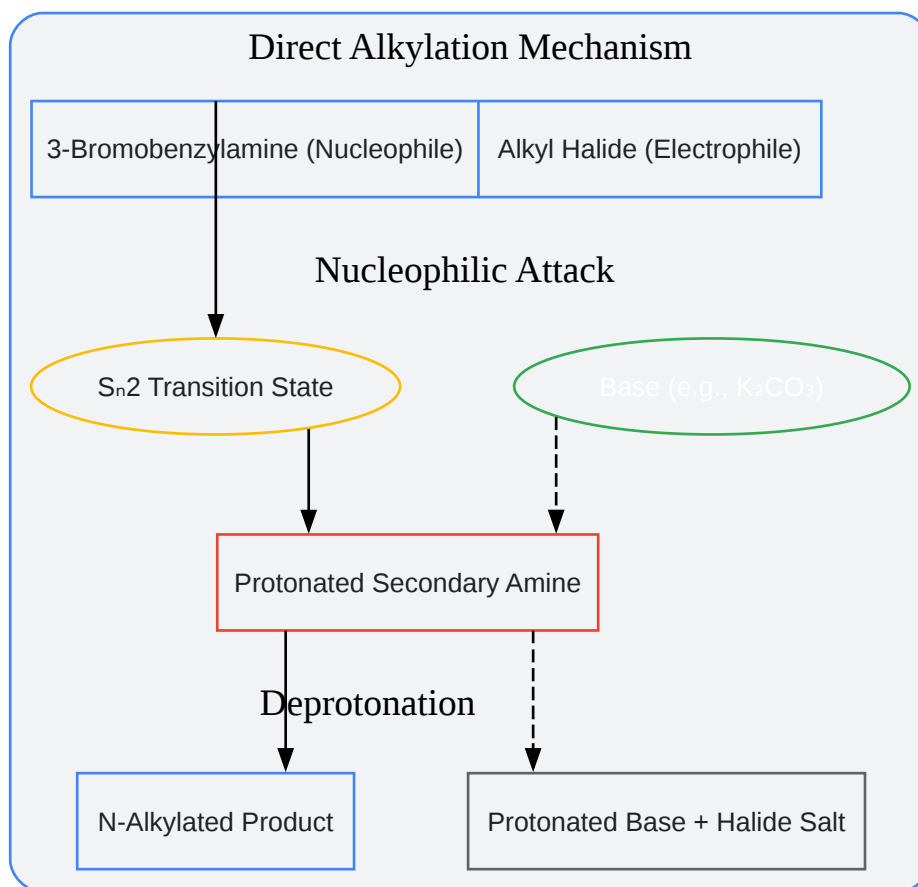 Direct Alkylation Mechanism
3-Bromobenzylamine (Nucleophile) Alkyl Halide (Electrophile)
Nucleophilic Attack
Sₙ2 Transition State
Base (e.g., K₂CO₃)
Protonated Secondary Amine
Deprotonation
N-Alkylated Product
Protonated Base + Halide Salt